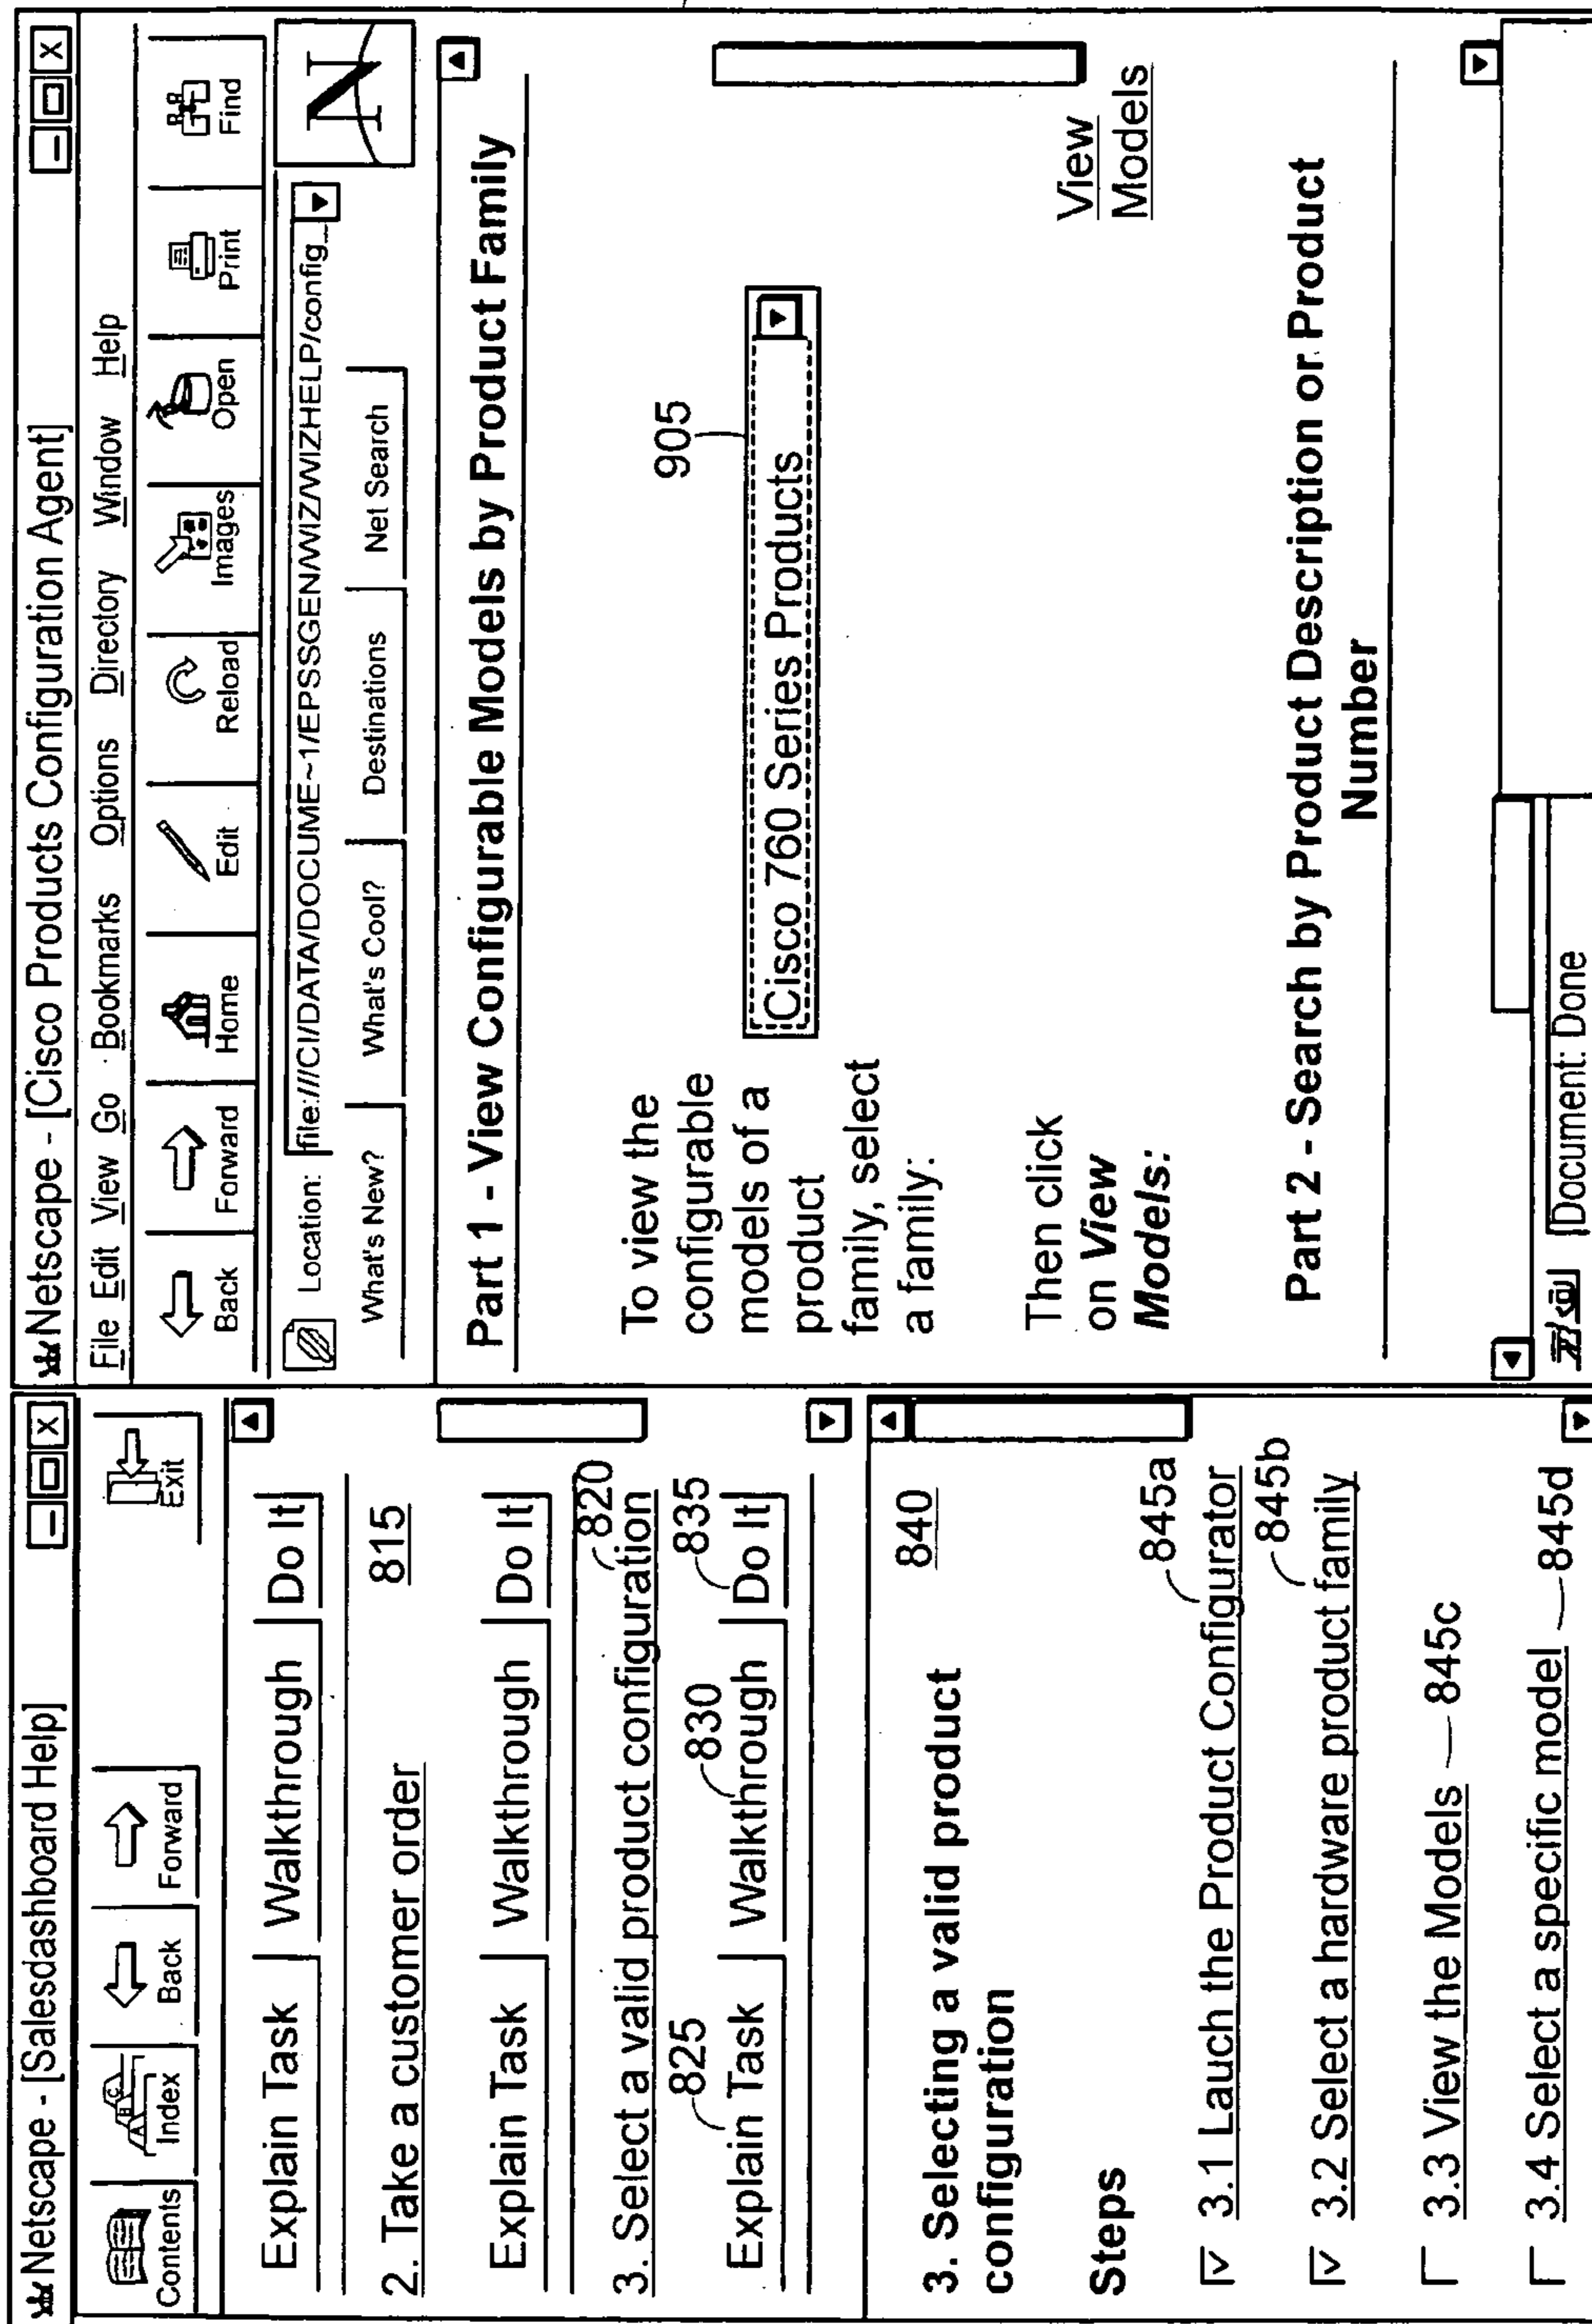 Netscape - [Salesdashboard Help]
Contents Index Back Forward Exit
Explain Task Walkthrough Do It
2. Take a customer order 815
Explain Task Walkthrough Do It
820
3. Select a valid product configuration
825 830 835
Explain Task Walkthrough Do It
3. Selecting a valid product 840
configuration
Steps
845a
3.1 Lauch the Product Configurator
845b
3.2 Select a hardware product family
3.3 View the Models 845c
3.4 Select a specific model 845d
Netscape - [Cisco Products Configuration Agent]
File Edit View Go Bookmarks Options Directory Window Help
Back Forward Home Edit Reload Images Open Print Find
Location: file:///CI/DATA/DOCUME~1/EPSSGEN/WIZ/WIZHELP/config_
N
What's New? What's Cool? Destinations Net Search
Part 1 - View Configurable Models by Product Family
905
To view the
configurable
models of a
product
family, select
a family:
Cisco 760 Series Products
Then click
on View
Models:
View
Models
Part 2 - Search by Product Description or Product
Number
Document: Done